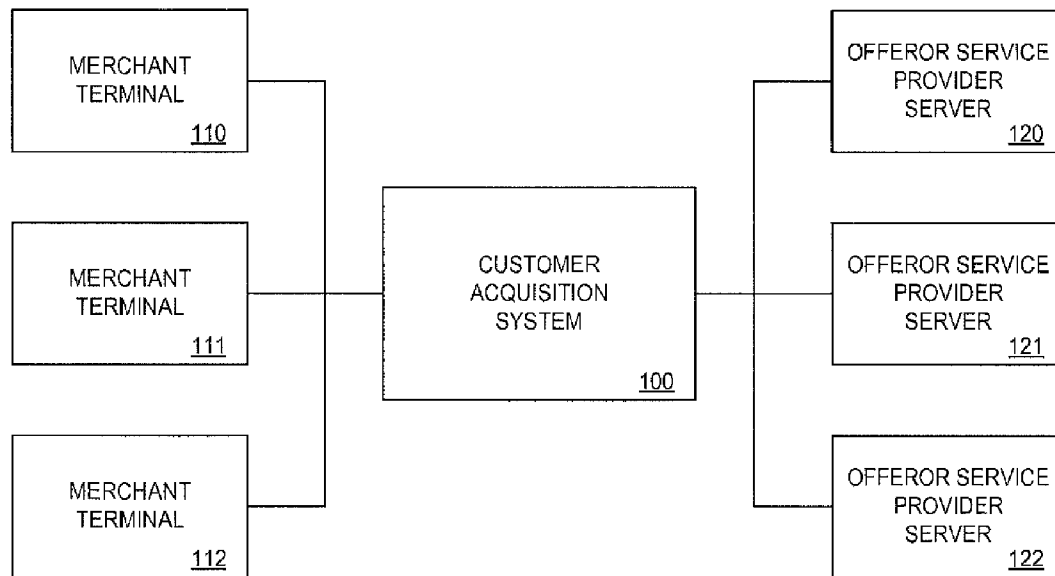 MERCHANT
TERMINAL
110
MERCHANT
TERMINAL
111
MERCHANT
TERMINAL
112
CUSTOMER
ACQUISITION
SYSTEM
100
OFFEROR SERVICE
PROVIDER
SERVER
120
OFFEROR SERVICE
PROVIDER
SERVER
121
OFFEROR SERVICE
PROVIDER
SERVER
122